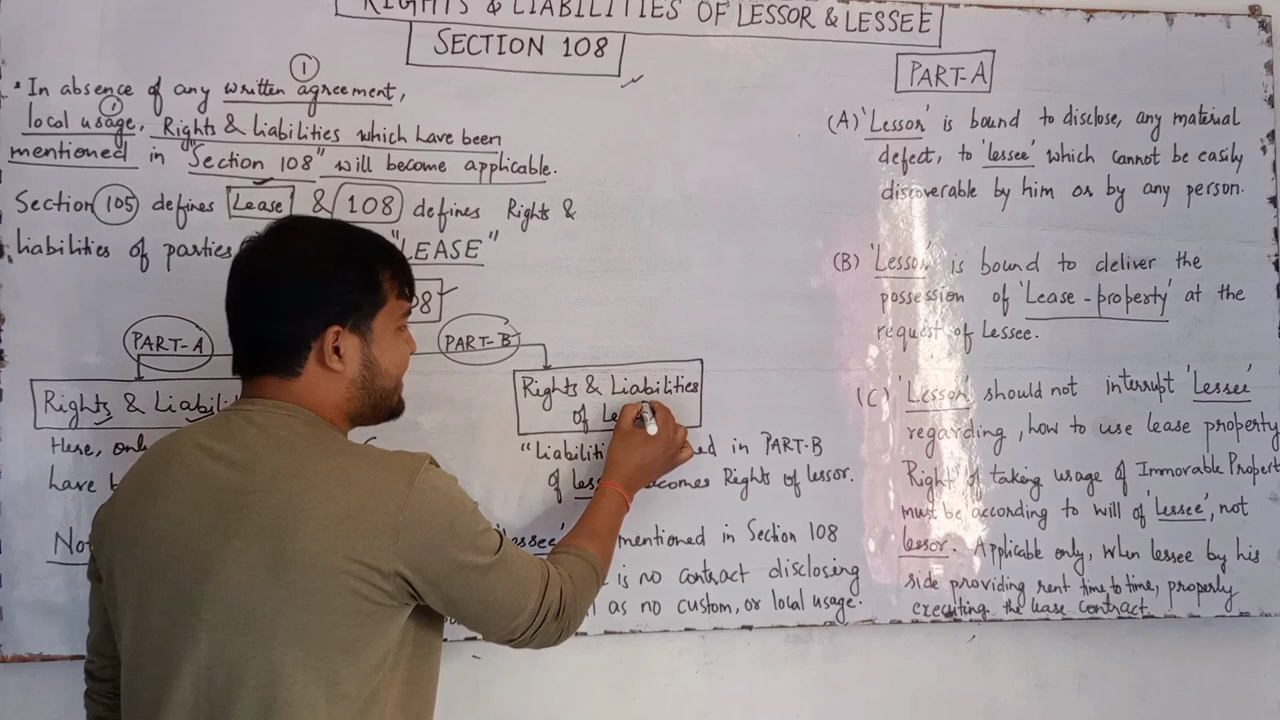 RIGHTS & LIABILITIES OF LESSOR & LESSEE
SECTION 108
* In absence of any written agreement,
①
local usage, Rights & liabilities which have been
①
mentioned in "Section 108" will become applicable.
Section 105 defines Lease & 108 defines Rights &
liabilities of parties "LEASE"
08
PART-A
PART-B
Rights & Liabili
Rights & Liabilities
of Le
Here, only
have b
"Liabiliti ed in PART-B
of less ecomes Rights of lessor.
Not
essee' mentioned in Section 108
is no contract disclosing
as no custom, or local usage.
PART-A
(A) 'Lessor' is bound to disclose, any material
defect, to 'lessee' which cannot be easily
discoverable by him or by any person.
(B) 'Lessor' is bound to deliver the
possession of 'Lease-property' at the
request of Lessee.
(C) 'Lessor' should not interrupt 'Lessee'
regarding, how to use lease property
Right of taking usage of Immovable Propert
must be according to will of 'lessee', not
lessor. Applicable only, when lessee by his
side providing rent time to time, properly
executing the lease contract.